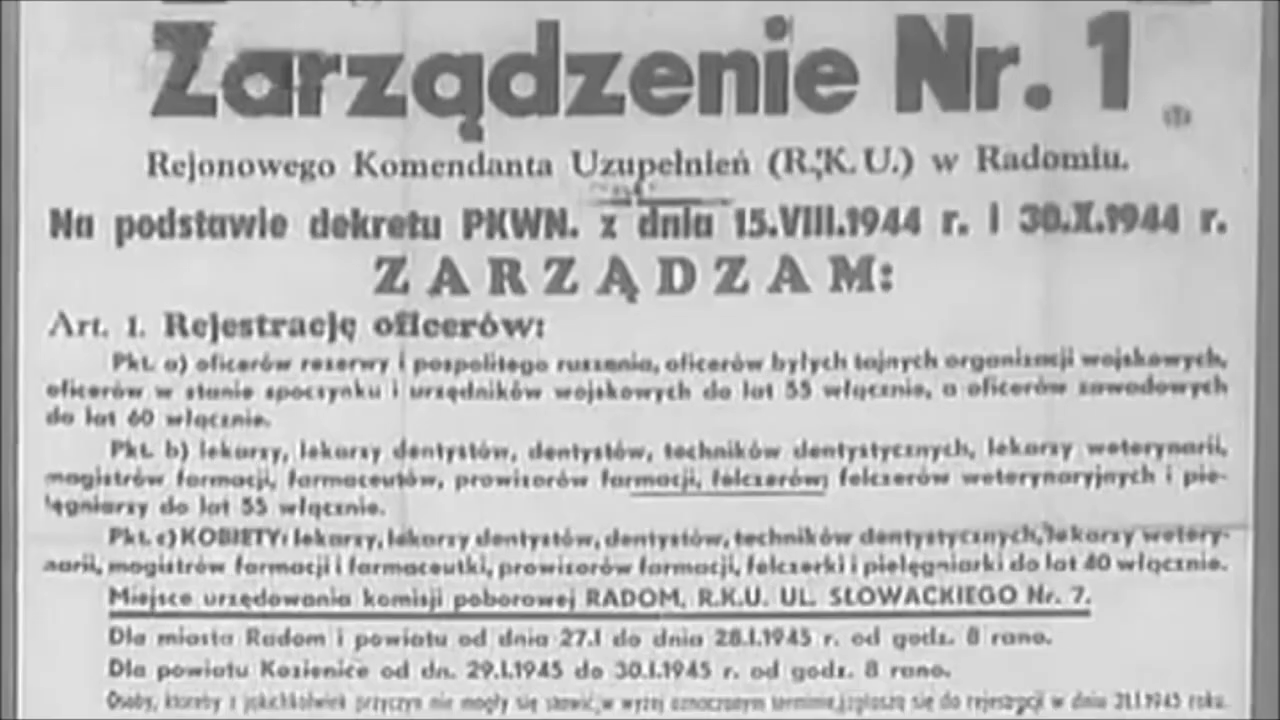 Zarządzenie Nr. 1
Rejonowego Komendanta Uzupełnień (R.K.U.) w Radomiu.
Na podstawie dekretu PKWN. z dnia 15.VIII.1944 r. i 30.X.1944 r.
ZARZĄDZAM:
Art. 1. Rejestrację oficerów:
Pkt. a) oficerów rezerwy i pospolitego ruszenia, oficerów byłych tajnych organizacji wojskowych,
oficerów w stanie spoczynku i urzędników wojskowych do lat 55 włącznie, a oficerów zawodowych
do lat 60 włącznie.
Pkt. b) lekarzy, lekarzy dentystów, dentystów, techników dentystycznych, lekarzy weterynarii,
magistrów farmacji, farmaceutów, prowizorów farmacji, felczerów, felczerów weterynaryjnych i pie-
lęgniarzy do lat 55 włącznie.
Pkt. c) KOBIETY: lekarzy, lekarzy dentystów, dentystów, techników dentystycznych, lekarzy wetery-
narii, magistrów farmacji i farmaceutki, prowizorów farmacji, felczerki i pielęgniarki do lat 40 włącznie.
Miejsce urzędowania komisji poborowej RADOM, R.K.U. UL. SŁOWACKIEGO Nr. 7.
Dla miasta Radom i powiatu od dnia 27.I do dnia 28.I.1945 r. od godz. 8 rano.
Dla powiatu Kozienice od dn. 29.I.1945 do 30.I.1945 r. od godz. 8 rano.
Osoby, któreby z jakichkolwiek przyczyn nie mogły się stawić w wyżej oznaczonym terminie, zgłoszą się do rejestracji w dniu 31.I.1945 roku.